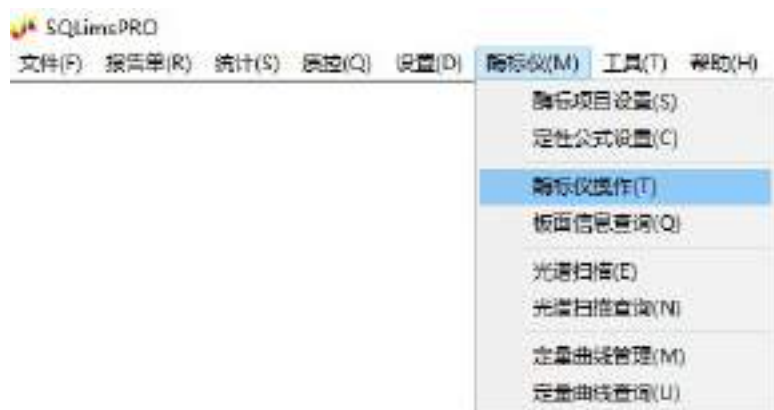 SQLimsPRO
文件(F) 报告单(R) 统计(S) 质控(Q) 设置(D) 酶标仪(M) 工具(T) 帮助(H)
酶标项目设置(S)
定性公式设置(C)
酶标仪操作(T)
板面信息查询(Q)
光谱扫描(E)
光谱扫描查询(N)
定量曲线管理(M)
定量曲线查询(U)